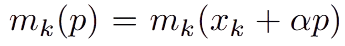 m_k(p) = m_k(x_k + αp)